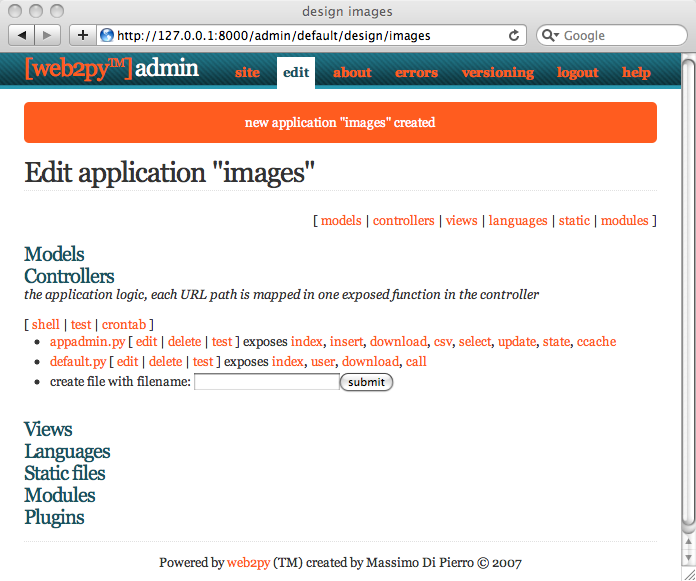 design images
http://127.0.0.1:8000/admin/default/design/images
Google
[web2py™] admin site edit about errors versioning logout help
new application "images" created
Edit application "images"
[ models | controllers | views | languages | static | modules ]
Models
Controllers
the application logic, each URL path is mapped in one exposed function in the controller
[ shell | test | crontab ]
appadmin.py [ edit | delete | test ] exposes index, insert, download, csv, select, update, state, ccache
default.py [ edit | delete | test ] exposes index, user, download, call
create file with filename: submit
Views
Languages
Static files
Modules
Plugins
Powered by web2py (TM) created by Massimo Di Pierro © 2007